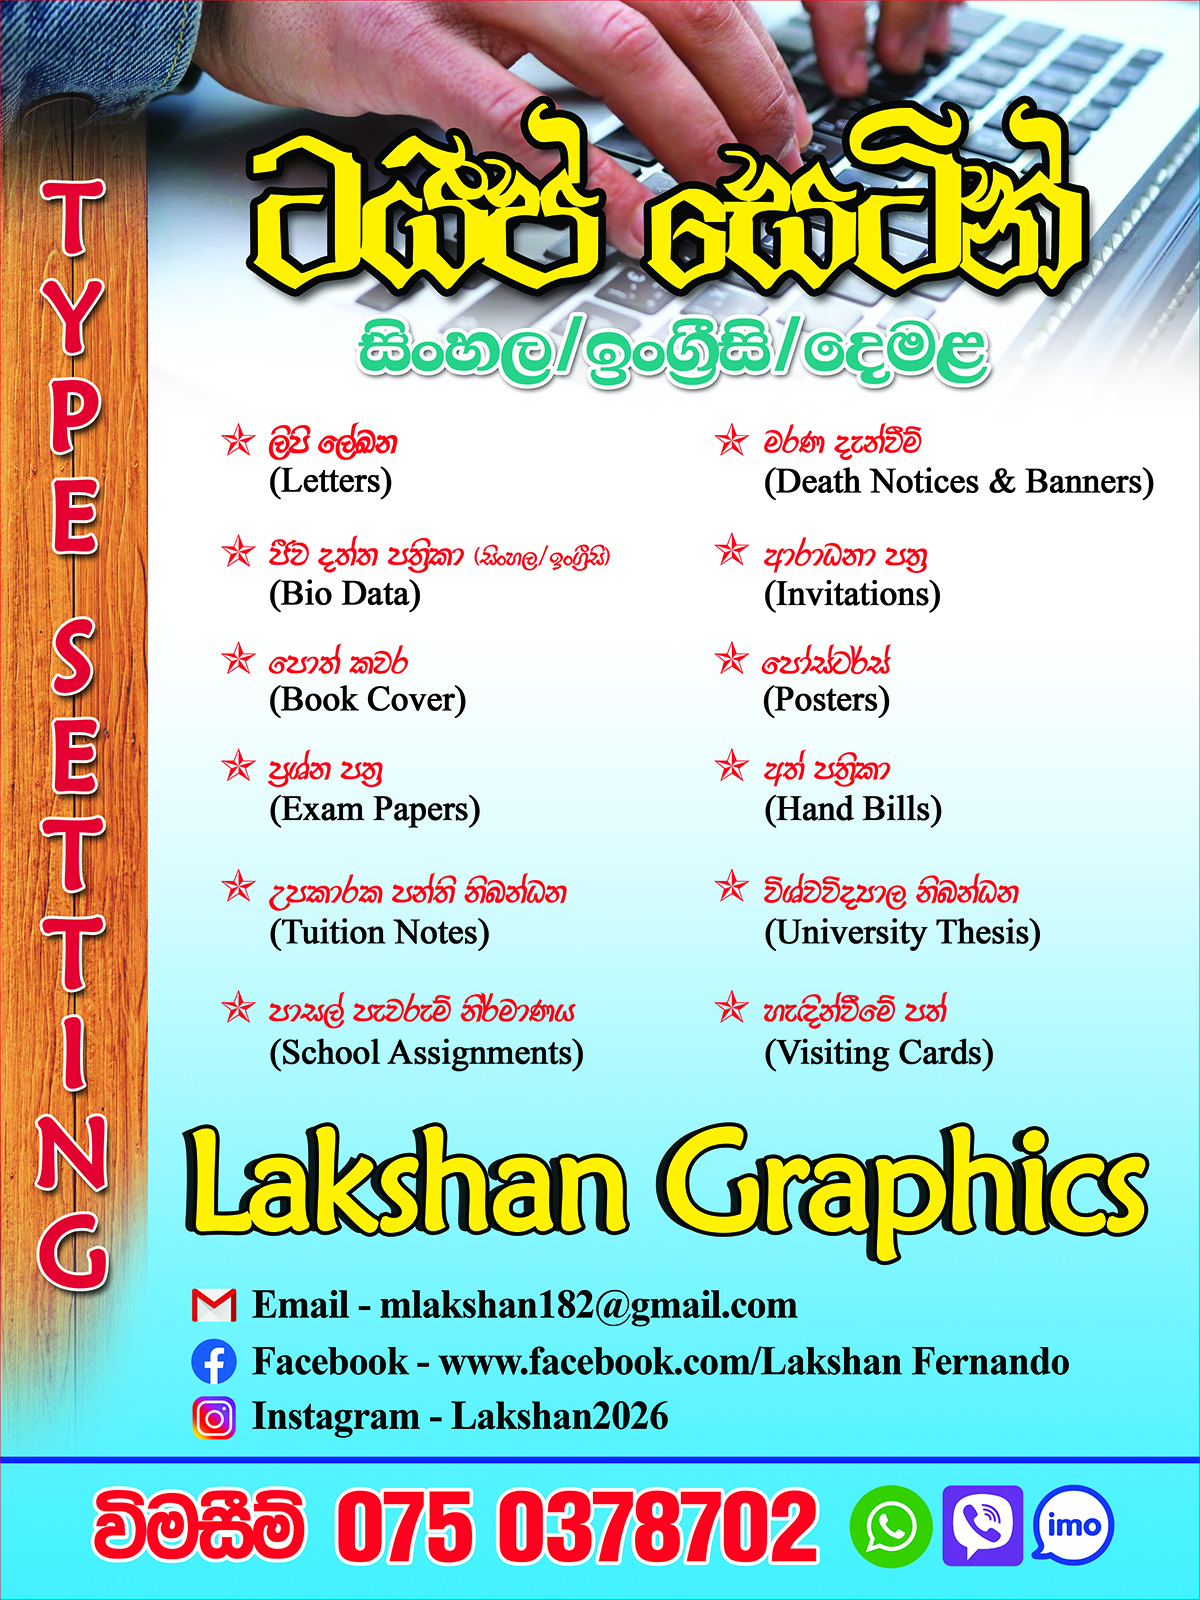 TYPE SETTING
ටයිප් සෙටින්
සිංහල/ඉංග්‍රීසි/දෙමළ
ලිපි ලේඛන
(Letters)
ජීව දත්ත පත්‍රිකා (සිංහල/ඉංග්‍රීසි)
(Bio Data)
පොත් කවර
(Book Cover)
ප්‍රශ්න පත්‍ර
(Exam Papers)
උපකාරක පන්ති නිබන්ධන
(Tuition Notes)
පාසල් පැවරුම් නිර්මාණය
(School Assignments)
මරණ දැන්වීම්
(Death Notices & Banners)
ආරාධනා පත්‍ර
(Invitations)
පෝස්ටර්ස්
(Posters)
අත් පත්‍රිකා
(Hand Bills)
විශ්වවිද්‍යාල නිබන්ධන
(University Thesis)
හැඳින්වීමේ පත්
(Visiting Cards)
Lakshan Graphics
Email - mlakshan182@gmail.com
Facebook - www.facebook.com/Lakshan Fernando
Instagram - Lakshan2026
විමසීම් 075 0378702
imo